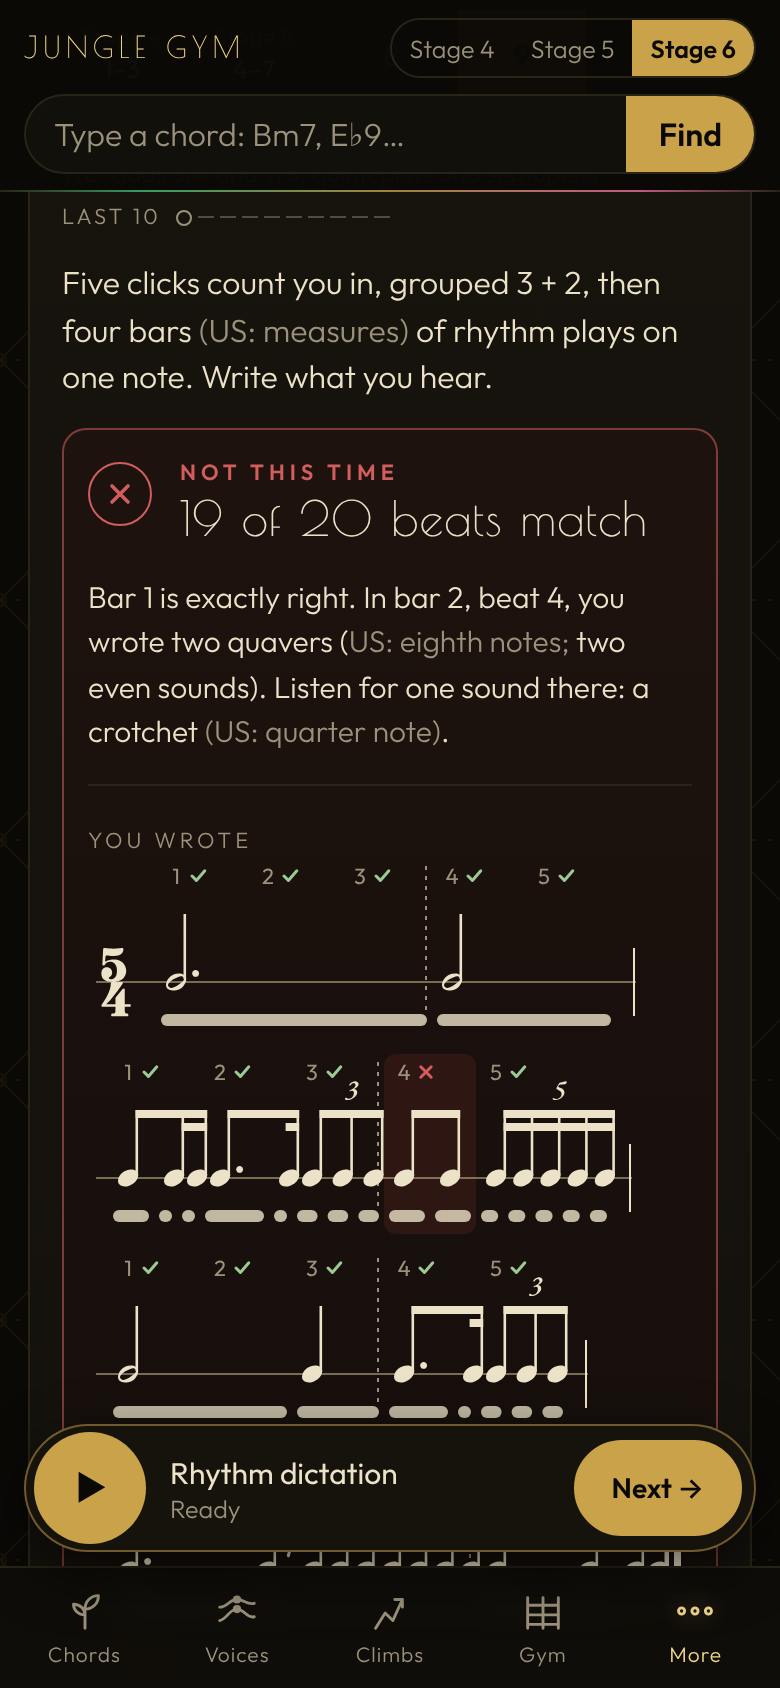 JUNGLE GYM
Stage 4 Stage 5 Stage 6
Type a chord: Bm7, E♭9...
Find
LAST 10
Five clicks count you in, grouped 3 + 2, then
four bars (US: measures) of rhythm plays on
one note. Write what you hear.
NOT THIS TIME
19 of 20 beats match
Bar 1 is exactly right. In bar 2, beat 4, you
wrote two quavers (US: eighth notes; two
even sounds). Listen for one sound there: a
crotchet (US: quarter note).
YOU WROTE
1 2 3 4 5
5
4
1 2 3 4 5
3 5
1 2 3 4 5
3
Rhythm dictation
Ready
Next →
Chords Voices Climbs Gym More